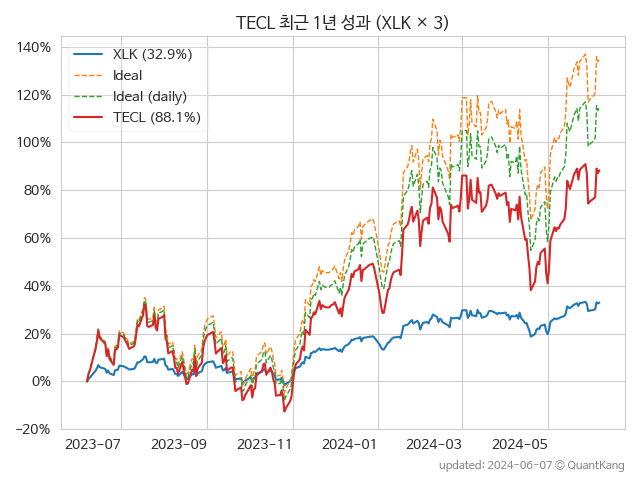 TECL 최근 1년 성과 (XLK × 3)
140%
120%
100%
80%
60%
40%
20%
0%
−20%
XLK (32.9%)
Ideal
Ideal (daily)
TECL (88.1%)
2023-07
2023-09
2023-11
2024-01
2024-03
2024-05
updated: 2024-06-07 © QuantKang